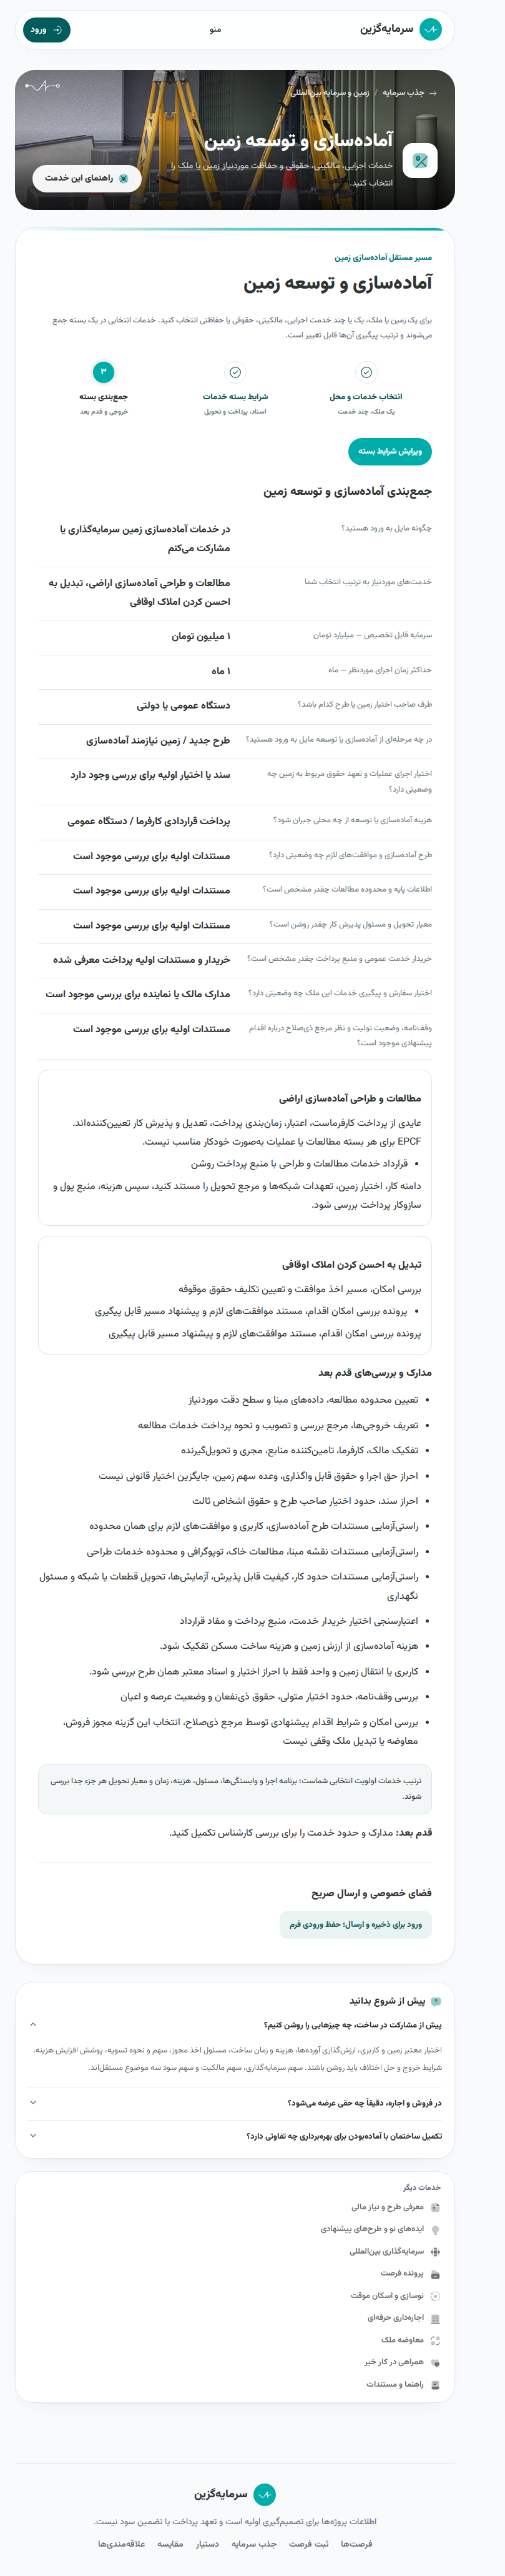 سرمایه‌گزین
منو
ورود
جذب سرمایه / زمین و سرمایه بین‌المللی
آماده‌سازی و توسعه زمین
خدمات اجرایی، مالکیتی، حقوقی و حفاظت موردنیاز زمین یا ملک را
انتخاب کنید.
راهنمای این خدمت
مسیر مستقل آماده‌سازی زمین
آماده‌سازی و توسعه زمین
برای یک زمین یا ملک، یک یا چند خدمت اجرایی، مالکیتی، حقوقی یا حفاظتی انتخاب کنید. خدمات انتخابی در یک بسته جمع
می‌شوند و ترتیب پیگیری آن‌ها قابل تغییر است.
انتخاب خدمات و محل
یک ملک، چند خدمت
شرایط بسته خدمات
اسناد، پرداخت و تحویل
۳
جمع‌بندی بسته
خروجی و قدم بعد
ویرایش شرایط بسته
جمع‌بندی آماده‌سازی و توسعه زمین
چگونه مایل به ورود هستید؟
در خدمات آماده‌سازی زمین سرمایه‌گذاری یا
مشارکت می‌کنم
خدمت‌های موردنیاز به ترتیب انتخاب شما
مطالعات و طراحی آماده‌سازی اراضی، تبدیل به
احسن کردن املاک اوقافی
سرمایه قابل تخصیص — میلیارد تومان
۱ میلیون تومان
حداکثر زمان اجرای موردنظر — ماه
۱ ماه
طرف صاحب اختیار زمین یا طرح کدام باشد؟
دستگاه عمومی یا دولتی
در چه مرحله‌ای از آماده‌سازی یا توسعه مایل به ورود هستید؟
طرح جدید / زمین نیازمند آماده‌سازی
اختیار اجرای عملیات و تعهد حقوق مربوط به زمین چه
وضعیتی دارد؟
سند یا اختیار اولیه برای بررسی وجود دارد
هزینه آماده‌سازی یا توسعه از چه محلی جبران شود؟
پرداخت قراردادی کارفرما / دستگاه عمومی
طرح آماده‌سازی و موافقت‌های لازم چه وضعیتی دارد؟
مستندات اولیه برای بررسی موجود است
اطلاعات پایه و محدوده مطالعات چقدر مشخص است؟
مستندات اولیه برای بررسی موجود است
معیار تحویل و مسئول پذیرش کار چقدر روشن است؟
مستندات اولیه برای بررسی موجود است
خریدار خدمت عمومی و منبع پرداخت چقدر مشخص است؟
خریدار و مستندات اولیه پرداخت معرفی شده
اختیار سفارش و پیگیری خدمات این ملک چه وضعیتی دارد؟
مدارک مالک یا نماینده برای بررسی موجود است
وقف‌نامه، وضعیت تولیت و نظر مرجع ذی‌صلاح درباره اقدام
پیشنهادی موجود است؟
مستندات اولیه برای بررسی موجود است
مطالعات و طراحی آماده‌سازی اراضی
عایدی از پرداخت کارفرماست، اعتبار، زمان‌بندی پرداخت، تعدیل و پذیرش کار تعیین‌کننده‌اند.
EPCF برای هر بسته مطالعات یا عملیات به‌صورت خودکار مناسب نیست.
• قرارداد خدمات مطالعات و طراحی با منبع پرداخت روشن
دامنه کار، اختیار زمین، تعهدات شبکه‌ها و مرجع تحویل را مستند کنید، سپس هزینه، منبع پول و
سازوکار پرداخت بررسی شود.
تبدیل به احسن کردن املاک اوقافی
بررسی امکان، مسیر اخذ موافقت و تعیین تکلیف حقوق موقوفه
• پرونده بررسی امکان اقدام، مستند موافقت‌های لازم و پیشنهاد مسیر قابل پیگیری
پرونده بررسی امکان اقدام، مستند موافقت‌های لازم و پیشنهاد مسیر قابل پیگیری
مدارک و بررسی‌های قدم بعد
• تعیین محدوده مطالعه، داده‌های مبنا و سطح دقت موردنیاز
• تعریف خروجی‌ها، مرجع بررسی و تصویب و نحوه پرداخت خدمات مطالعه
• تفکیک مالک، کارفرما، تامین‌کننده منابع، مجری و تحویل‌گیرنده
• احراز حق اجرا و حقوق قابل واگذاری، وعده سهم زمین، جایگزین اختیار قانونی نیست
• احراز سند، حدود اختیار صاحب طرح و حقوق اشخاص ثالث
• راستی‌آزمایی مستندات طرح آماده‌سازی، کاربری و موافقت‌های لازم برای همان محدوده
• راستی‌آزمایی مستندات نقشه مبنا، مطالعات خاک، توپوگرافی و محدوده خدمات طراحی
• راستی‌آزمایی مستندات حدود کار، کیفیت قابل پذیرش، آزمایش‌ها، تحویل قطعات یا شبکه و مسئول
نگهداری
• اعتبارسنجی اختیار خریدار خدمت، منبع پرداخت و مفاد قرارداد
• هزینه آماده‌سازی از ارزش زمین و هزینه ساخت مسکن تفکیک شود.
• کاربری یا انتقال زمین و واحد فقط با احراز اختیار و اسناد معتبر همان طرح بررسی شود.
• بررسی وقف‌نامه، حدود اختیار متولی، حقوق ذی‌نفعان و وضعیت عرصه و اعیان
• بررسی امکان و شرایط اقدام پیشنهادی توسط مرجع ذی‌صلاح، انتخاب این گزینه مجوز فروش،
معاوضه یا تبدیل ملک وقفی نیست
ترتیب خدمات اولویت انتخابی شماست؛ برنامه اجرا و وابستگی‌ها، مسئول، هزینه، زمان و معیار تحویل هر جزء جدا بررسی
شوند.
قدم بعد: مدارک و حدود خدمت را برای بررسی کارشناس تکمیل کنید.
فضای خصوصی و ارسال صریح
ورود برای ذخیره و ارسال؛ حفظ ورودی فرم
پیش از شروع بدانید
پیش از مشارکت در ساخت، چه چیزهایی را روشن کنیم؟
اختیار معتبر زمین و کاربری، ارزش‌گذاری آورده‌ها، هزینه و زمان ساخت، مسئول اخذ مجوز، سهم و نحوه تسویه، پوشش افزایش هزینه،
شرایط خروج و حل اختلاف باید روشن باشند. سهم سرمایه‌گذاری، سهم مالکیت و سهم سود سه موضوع مستقل‌اند.
در فروش و اجاره، دقیقاً چه حقی عرضه می‌شود؟
تکمیل ساختمان با آماده‌بودن برای بهره‌برداری چه تفاوتی دارد؟
خدمات دیگر
معرفی طرح و نیاز مالی
ایده‌های نو و طرح‌های پیشنهادی
سرمایه‌گذاری بین‌المللی
پرونده فرصت
نوسازی و اسکان موقت
اجاره‌داری حرفه‌ای
معاوضه ملک
همراهی در کار خیر
راهنما و مستندات
سرمایه‌گزین
اطلاعات پروژه‌ها برای تصمیم‌گیری اولیه است و تعهد پرداخت یا تضمین سود نیست.
فرصت‌ها
ثبت فرصت
جذب سرمایه
دستیار
مقایسه
علاقه‌مندی‌ها